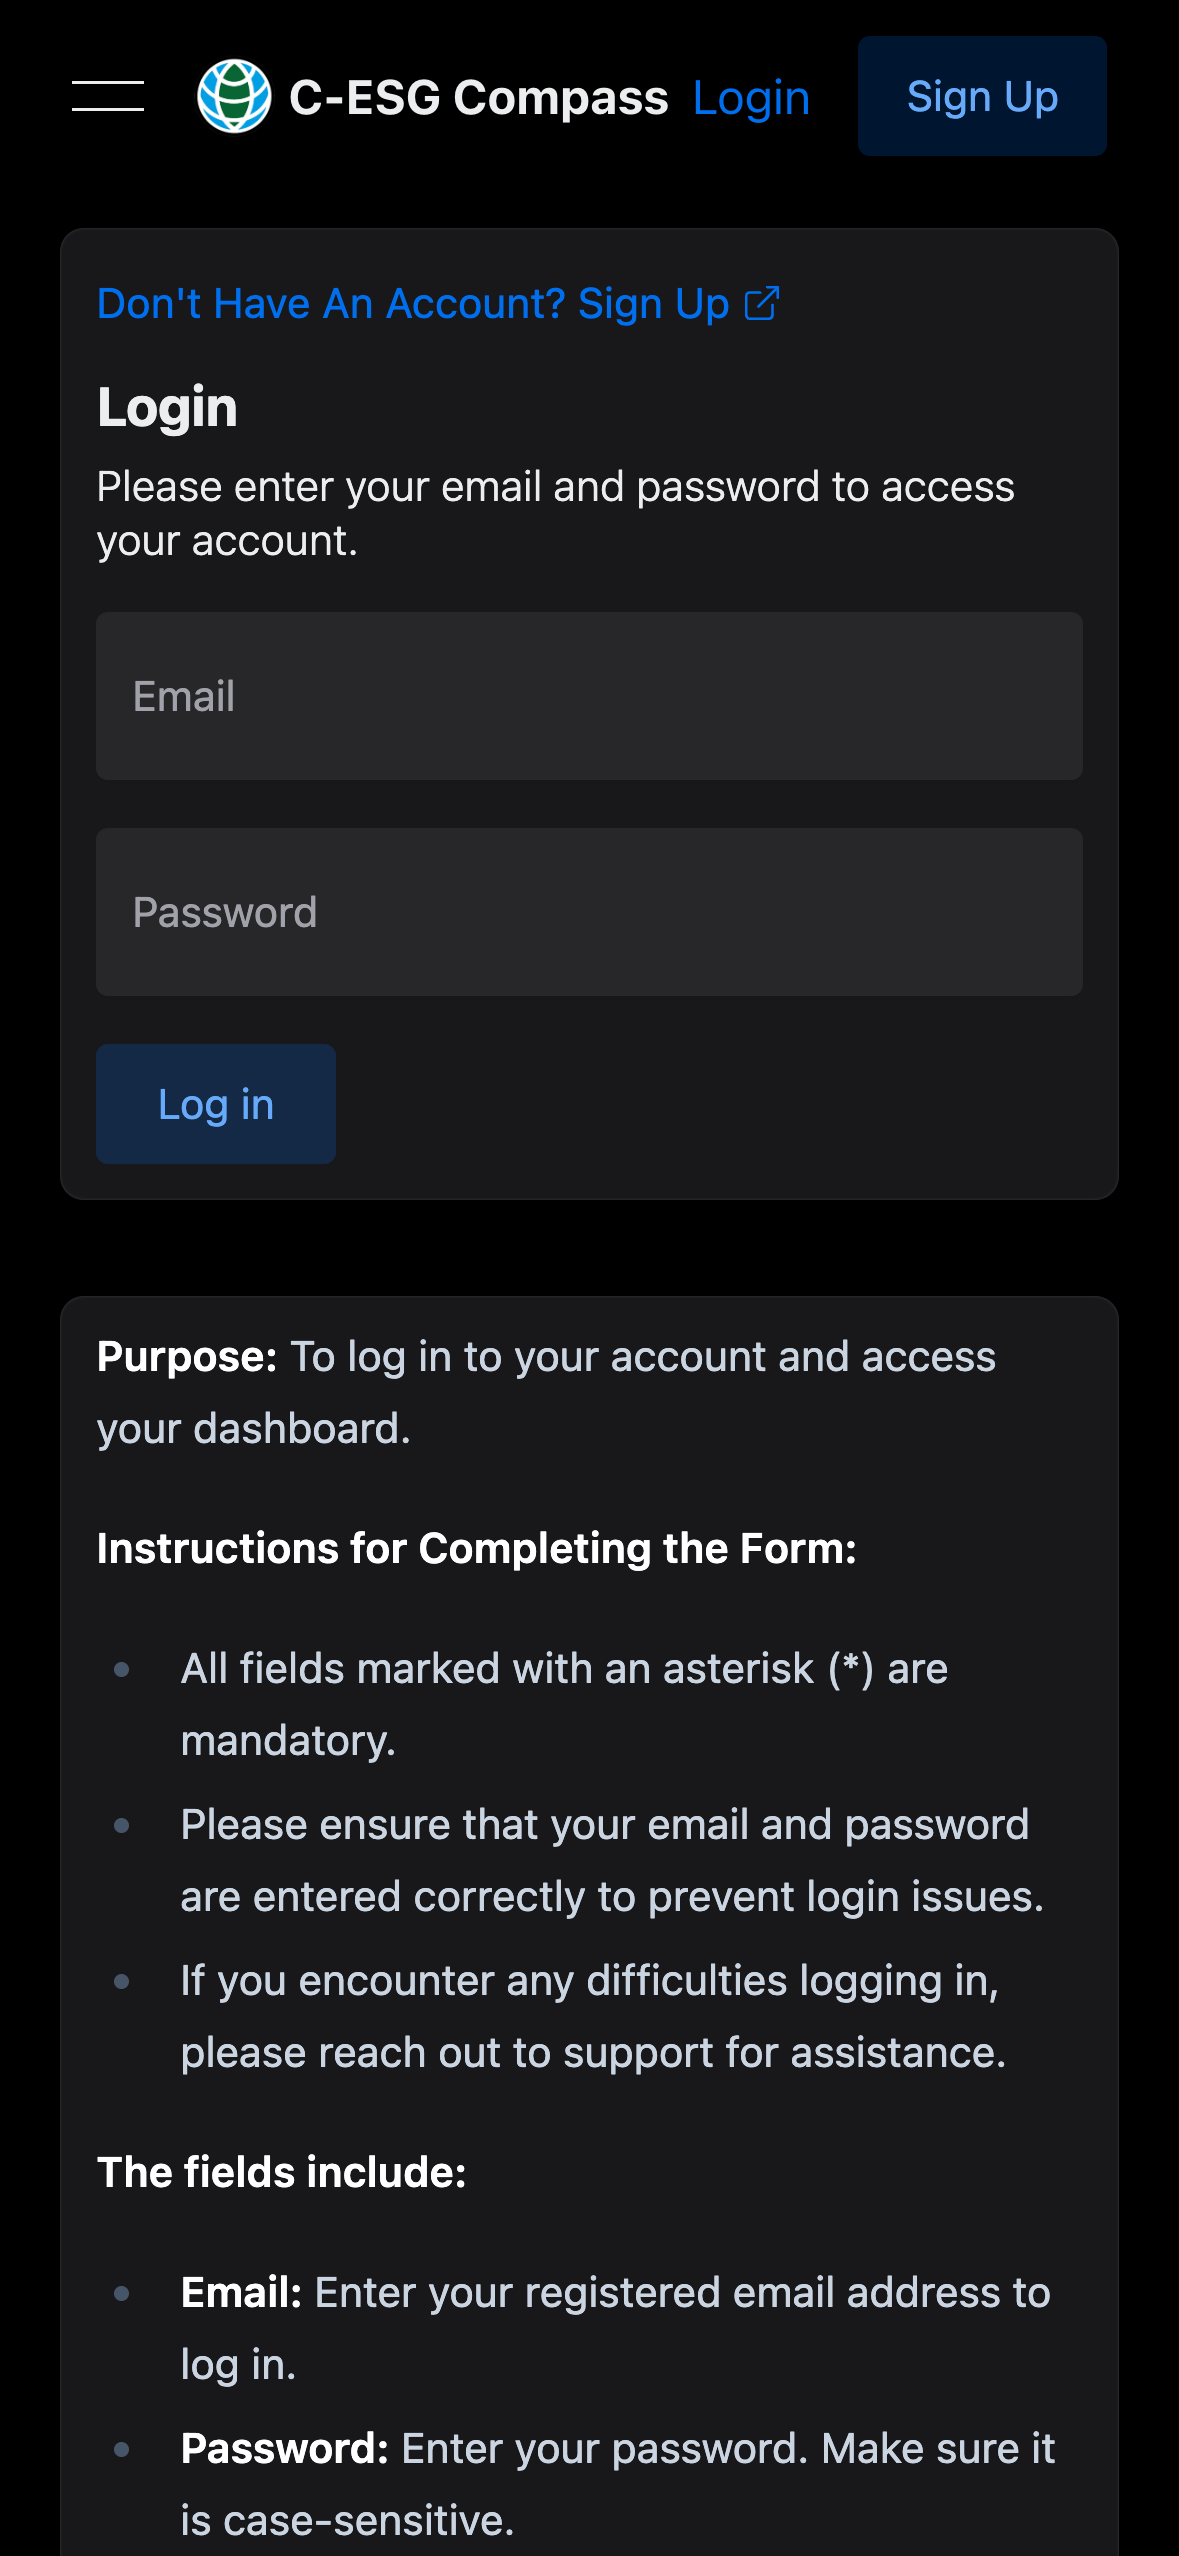 C-ESG Compass Login Sign Up
Don't Have An Account? Sign Up
Login
Please enter your email and password to access
your account.
Email
Password
Log in
Purpose: To log in to your account and access
your dashboard.
Instructions for Completing the Form:
All fields marked with an asterisk (*) are
mandatory.
Please ensure that your email and password
are entered correctly to prevent login issues.
If you encounter any difficulties logging in,
please reach out to support for assistance.
The fields include:
Email: Enter your registered email address to
log in.
Password: Enter your password. Make sure it
is case-sensitive.